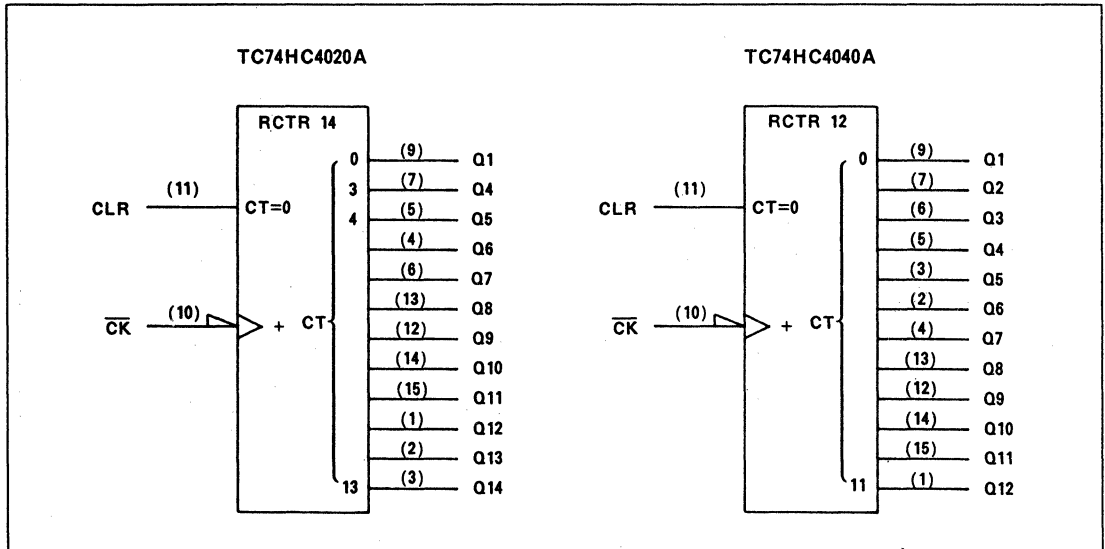 TC74HC4020A
RCTR 14
CLR (11) CT=0
CK (10) +
CT
0 (9) Q1
3 (7) Q4
4 (5) Q5
(4) Q6
(6) Q7
(13) Q8
(12) Q9
(14) Q10
(15) Q11
(1) Q12
(2) Q13
13 (3) Q14
TC74HC4040A
RCTR 12
CLR (11) CT=0
CK (10) +
CT
0 (9) Q1
(7) Q2
(6) Q3
(5) Q4
(3) Q5
(2) Q6
(4) Q7
(13) Q8
(12) Q9
(14) Q10
(15) Q11
11 (1) Q12